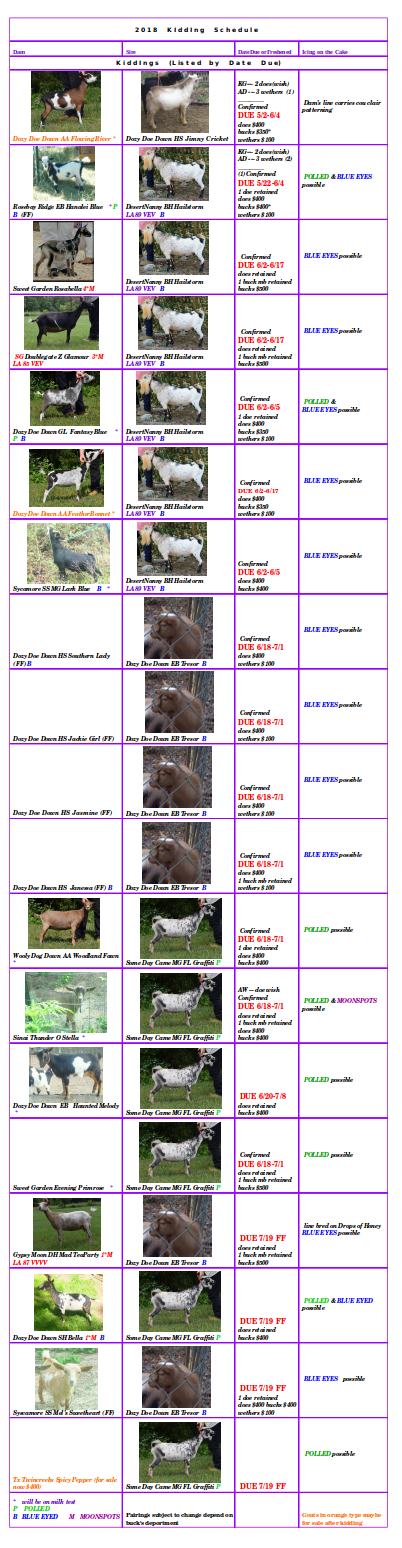 2018 Kidding Schedule
Dam Sire Date Due or Freshened Icing on the Cake
Kiddings (Listed by Date Due)
Dozy Doe Down AA Flowing River *
Dozy Doe Down HS Jimmy Cricket
KG -- 2 does(wish)
AD -- 3 wethers (1)
Confirmed
DUE 5/2-6/4
does $400
bucks $350*
wethers $100
Dam's line carries cou clair
patterning
Rosebay Ridge EB Hanalei Blue * P
B (FF)
DesertNanny BH Hailstorm
LA 89 VEV B
KG -- 2 does(wish)
AD -- 3 wethers (2)
(1) Confirmed
DUE 5/22-6/4
1 doe retained
does $400
bucks $400*
wethers $100
POLLED & BLUE EYES
possible
Sweet Garden Rosabella 4*M
DesertNanny BH Hailstorm
LA 89 VEV B
Confirmed
DUE 6/2-6/17
does retained
1 buck mb retained
bucks $500
BLUE EYES possible
SG Doublegate Z Glamour 3*M
LA 85 VEV
DesertNanny BH Hailstorm
LA 89 VEV B
Confirmed
DUE 6/2-6/17
does retained
1 buck mb retained
bucks $500
BLUE EYES possible
Dozy Doe Down GL Fantasy Blue *
P B
DesertNanny BH Hailstorm
LA 89 VEV B
Confirmed
DUE 6/2-6/5
1 doe retained
does $400
bucks $350
wethers $100
POLLED &
BLUE EYES possible
Dozy Doe Down AA FeatherBonnet *
DesertNanny BH Hailstorm
LA 89 VEV B
Confirmed
DUE 6/2-6/17
does $400
bucks $350
wethers $100
BLUE EYES possible
Sycamore SS MG Lark Blue B *
DesertNanny BH Hailstorm
LA 89 VEV B
Confirmed
DUE 6/2-6/5
does $400
bucks $400
BLUE EYES possible
Dozy Doe Down HS Southern Lady
(FF) B
Dozy Doe Down EB Tresor B
Confirmed
DUE 6/18-7/1
does $400
wethers $100
BLUE EYES possible
Dozy Doe Down HS Jackie Girl (FF)
Dozy Doe Down EB Tresor B
Confirmed
DUE 6/18-7/1
does $400
wethers $100
BLUE EYES possible
Dozy Doe Down HS Jasmine (FF)
Dozy Doe Down EB Tresor B
Confirmed
DUE 6/18-7/1
does $400
wethers $100
BLUE EYES possible
Dozy Doe Down HS Janessa (FF) B
Dozy Doe Down EB Tresor B
Confirmed
DUE 6/18-7/1
does $400
1 buck mb retained
wethers $100
BLUE EYES possible
Wooly Dog Down AA Woodland Fawn
*
Some Day Came MG FL Graffiti P
Confirmed
DUE 6/18-7/1
1 doe retained
does $400
bucks $400
POLLED possible
Sinai Thunder O Stella *
Some Day Came MG FL Graffiti P
AW -- doe wish
Confirmed
DUE 6/18-7/1
does retained
1 buck mb retained
does $400
bucks $400
POLLED & MOONSPOTS
possible
Dozy Doe Down EB Haunted Melody
*
Some Day Came MG FL Graffiti P
DUE 6/20-7/8
does retained
bucks $400
POLLED possible
Sweet Garden Evening Primrose *
Some Day Came MG FL Graffiti P
Confirmed
DUE 6/18-7/1
does retained
1 buck mb retained
bucks $500
POLLED possible
Gypsy Moon DH Mad TeaParty 1*M
LA 87 VVVV
Dozy Doe Down EB Tresor B
DUE 7/19 FF
does retained
1 buck mb retained
bucks $500
line bred on Drops of Honey
BLUE EYES possible
Dozy Doe Down SH Bella 1*M B
Some Day Came MG FL Graffiti P
DUE 7/19 FF
does retained
bucks $400
POLLED & BLUE EYED
possible
Sysycamore SS Md's Sweetheart (FF)
Dozy Doe Down EB Tresor B
DUE 7/19 FF
1 doe retained
does $400 bucks $400
wethers $100
BLUE EYES possible
Tx Twincreeks Spicy Pepper (for sale
now $400)
Some Day Came MG FL Graffiti P
DUE 7/19 FF
POLLED possible
* will be on milk test
P POLLED
B BLUE EYED M MOONSPOTS
Pairings subject to change depend on
buck's department
Goats in orange type may be
for sale after kidding